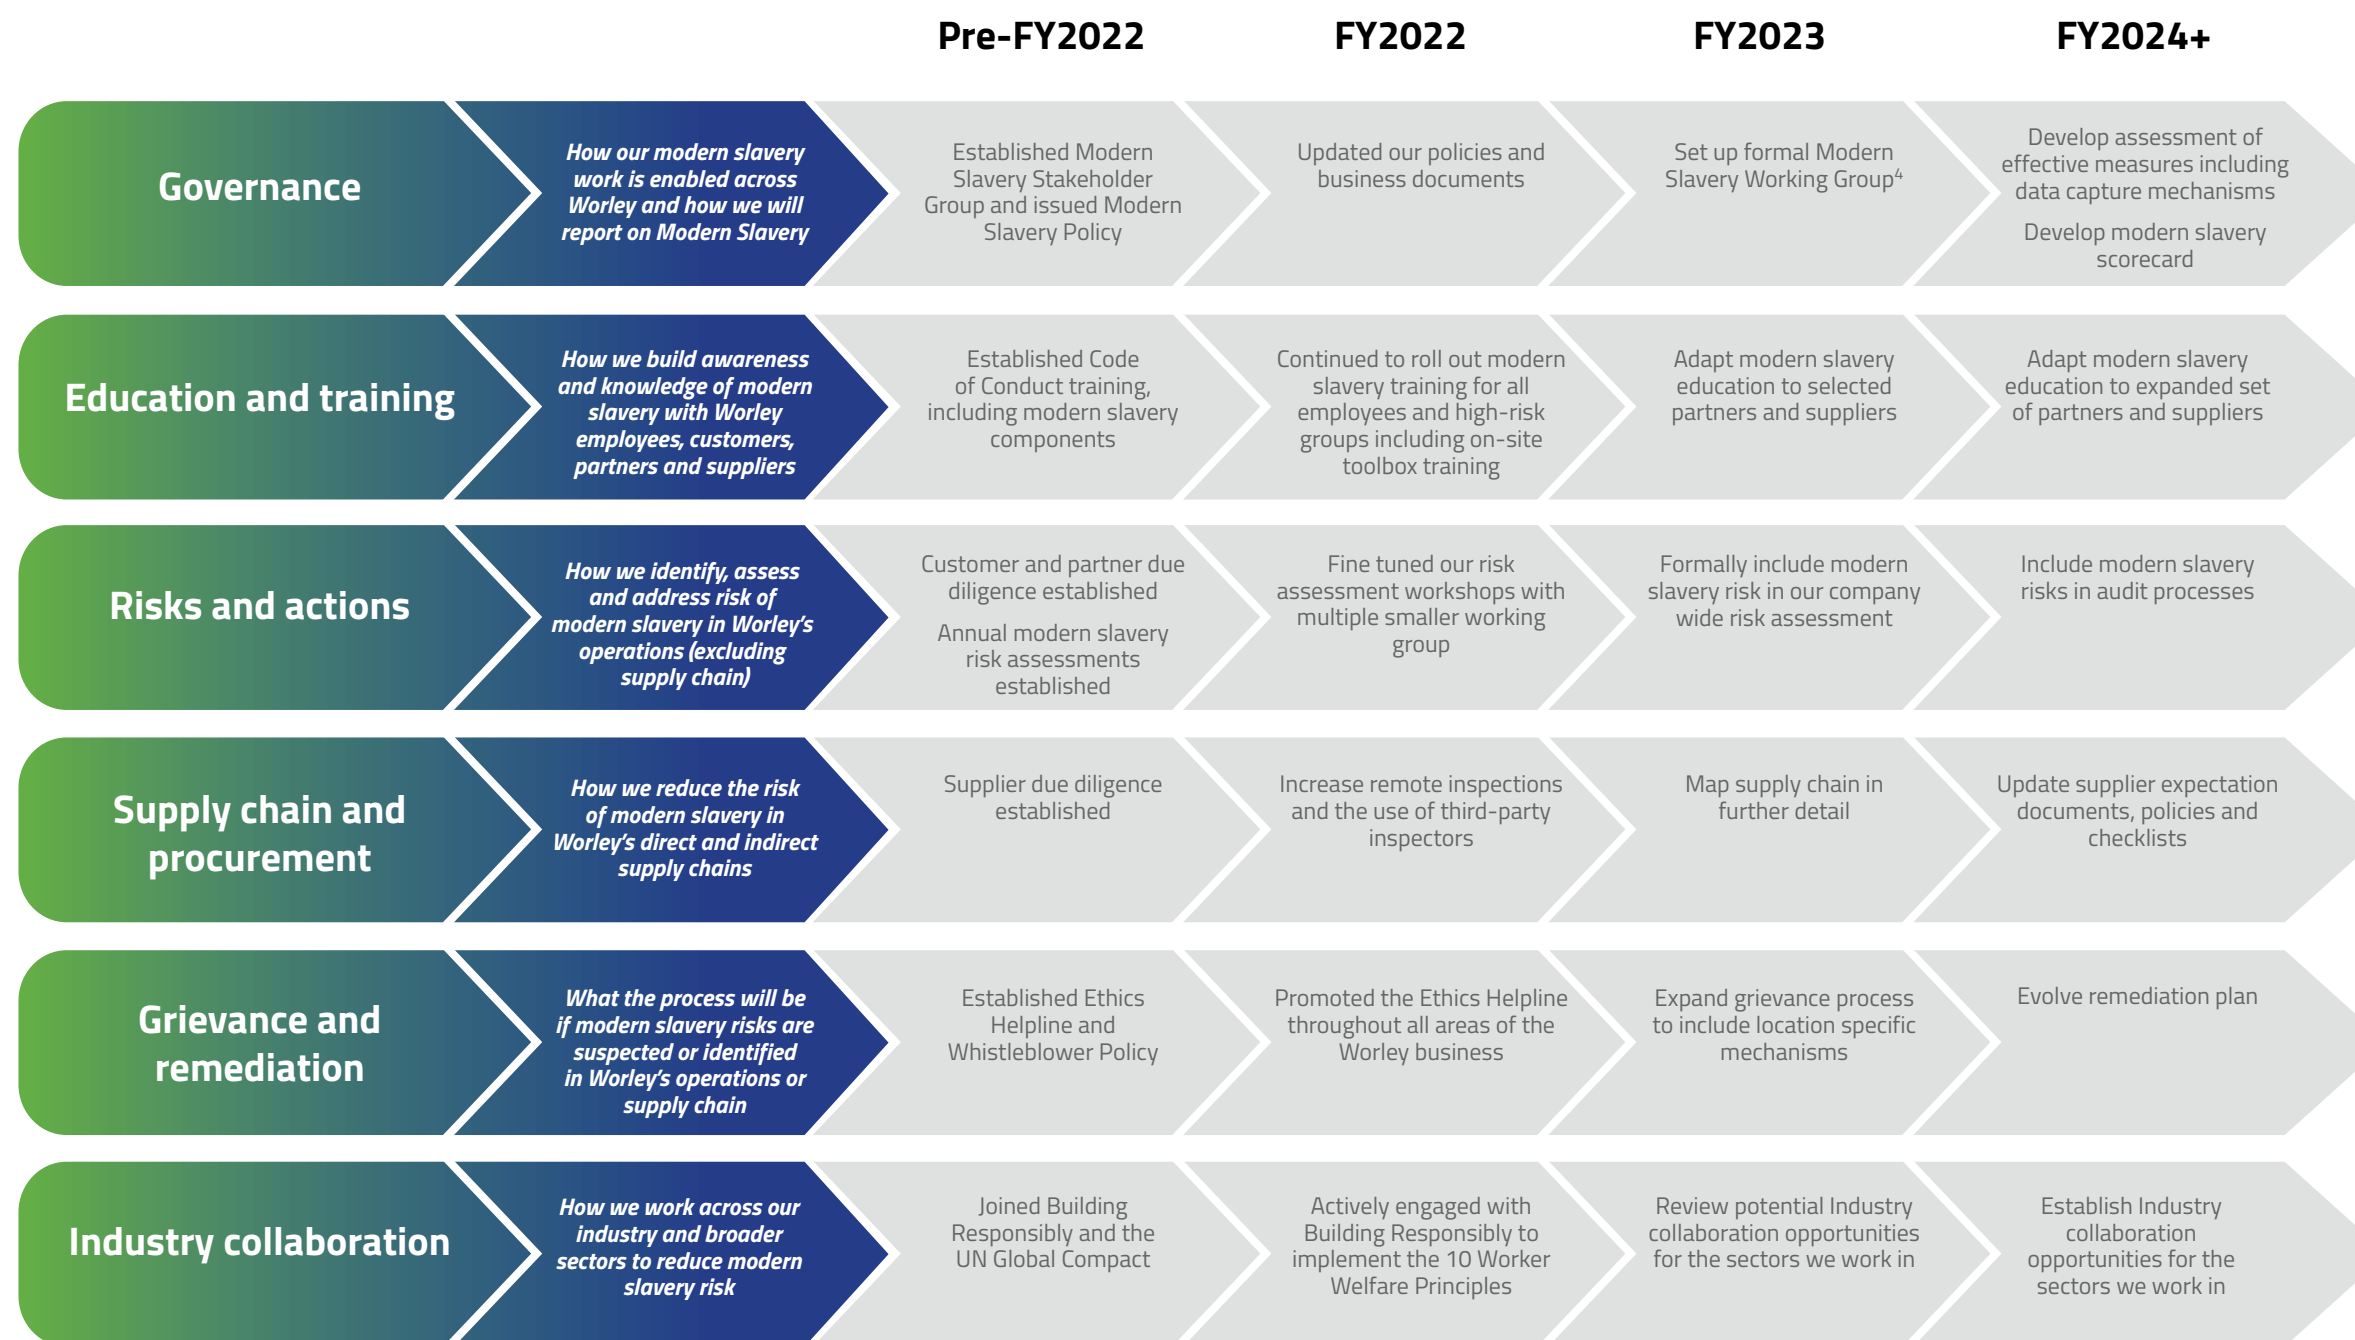 Pre-FY2022
FY2022
FY2023
FY2024+
Governance
How our modern slavery
work is enabled across
Worley and how we will
report on Modern Slavery
Established Modern
Slavery Stakeholder
Group and issued Modern
Slavery Policy
Updated our policies and
business documents
Set up formal Modern
Slavery Working Group⁴
Develop assessment of
effective measures including
data capture mechanisms
Develop modern slavery
scorecard
Education and training
How we build awareness
and knowledge of modern
slavery with Worley
employees, customers,
partners and suppliers
Established Code
of Conduct training,
including modern slavery
components
Continued to roll out modern
slavery training for all
employees and high-risk
groups including on-site
toolbox training
Adapt modern slavery
education to selected
partners and suppliers
Adapt modern slavery
education to expanded set
of partners and suppliers
Risks and actions
How we identify, assess
and address risk of
modern slavery in Worley's
operations (excluding
supply chain)
Customer and partner due
diligence established
Annual modern slavery
risk assessments
established
Fine tuned our risk
assessment workshops with
multiple smaller working
group
Formally include modern
slavery risk in our company
wide risk assessment
Include modern slavery
risks in audit processes
Supply chain and
procurement
How we reduce the risk
of modern slavery in
Worley's direct and indirect
supply chains
Supplier due diligence
established
Increase remote inspections
and the use of third-party
inspectors
Map supply chain in
further detail
Update supplier expectation
documents, policies and
checklists
Grievance and
remediation
What the process will be
if modern slavery risks are
suspected or identified
in Worley's operations or
supply chain
Established Ethics
Helpline and
Whistleblower Policy
Promoted the Ethics Helpline
throughout all areas of the
Worley business
Expand grievance process
to include location specific
mechanisms
Evolve remediation plan
Industry collaboration
How we work across our
industry and broader
sectors to reduce modern
slavery risk
Joined Building
Responsibly and the
UN Global Compact
Actively engaged with
Building Responsibly to
implement the 10 Worker
Welfare Principles
Review potential Industry
collaboration opportunities
for the sectors we work in
Establish Industry
collaboration
opportunities for the
sectors we work in